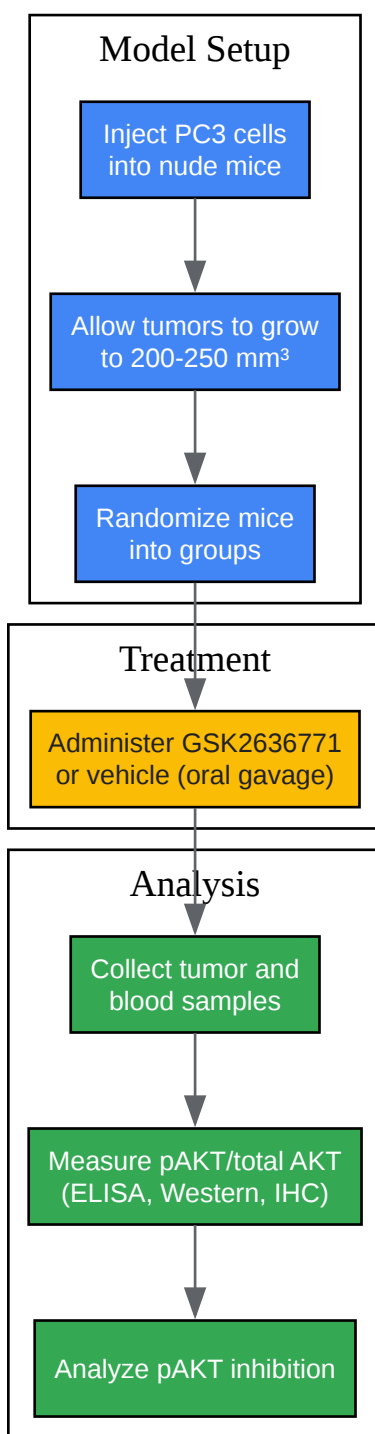 Model Setup
Inject PC3 cells
into nude mice
Allow tumors to grow
to 200-250 mm³
Randomize mice
into groups
Treatment
Administer GSK2636771
or vehicle (oral gavage)
Analysis
Collect tumor and
blood samples
Measure pAKT/total AKT
(ELISA, Western, IHC)
Analyze pAKT inhibition